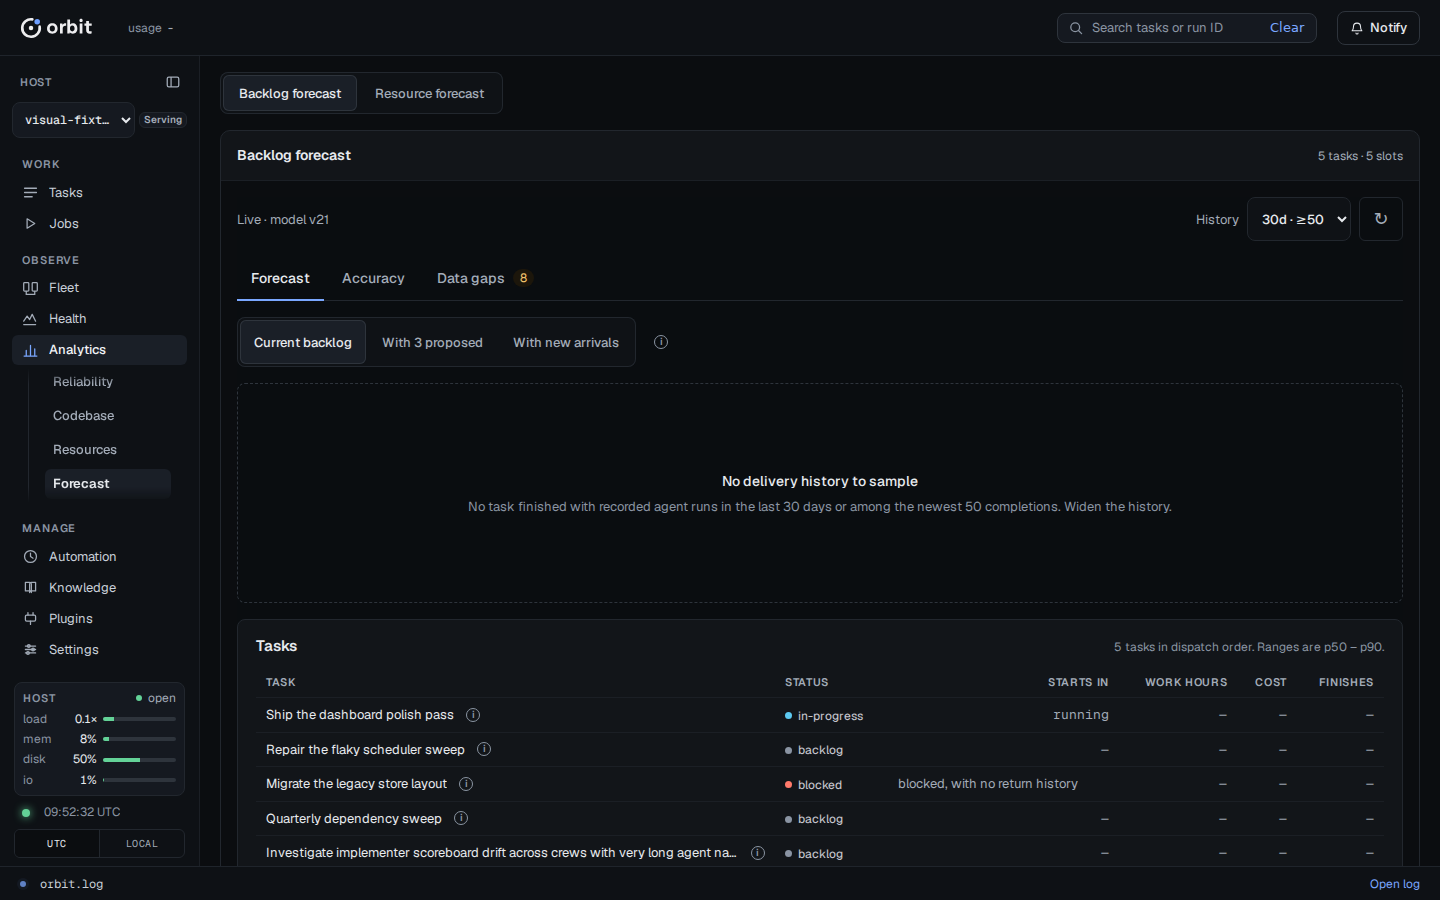 orbit
usage -
Search tasks or run ID
Clear
Notify
HOST
visual-fixt…
Serving
WORK
Tasks
Jobs
OBSERVE
Fleet
Health
Analytics
Reliability
Codebase
Resources
Forecast
MANAGE
Automation
Knowledge
Plugins
Settings
HOST
open
load 0.1×
mem 8%
disk 50%
io 1%
09:52:32 UTC
UTC
LOCAL
Backlog forecast
Resource forecast
Backlog forecast
5 tasks · 5 slots
Live · model v21
History
30d · ≥50
↻
Forecast
Accuracy
Data gaps 8
Current backlog
With 3 proposed
With new arrivals
No delivery history to sample
No task finished with recorded agent runs in the last 30 days or among the newest 50 completions. Widen the history.
Tasks
5 tasks in dispatch order. Ranges are p50 – p90.
TASK STATUS STARTS IN WORK HOURS COST FINISHES
Ship the dashboard polish pass in-progress running – – –
Repair the flaky scheduler sweep backlog – – – –
Migrate the legacy store layout blocked blocked, with no return history – – –
Quarterly dependency sweep backlog – – – –
Investigate implementer scoreboard drift across crews with very long agent na… backlog – – – –
orbit.log
Open log